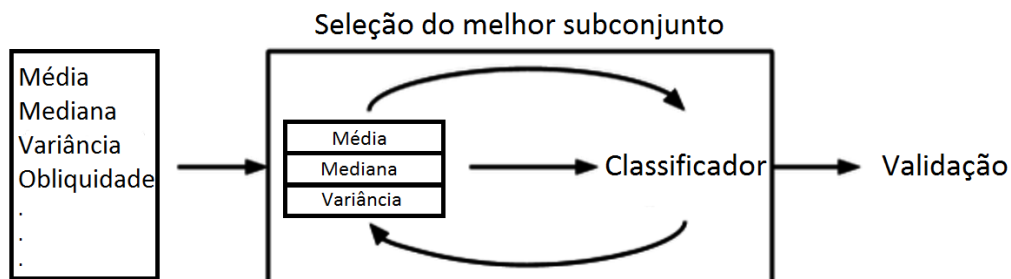 Seleção do melhor subconjunto
Média
Mediana
Variância
Obliquidade
.
.
.
Média
Mediana
Variância
Classificador
Validação